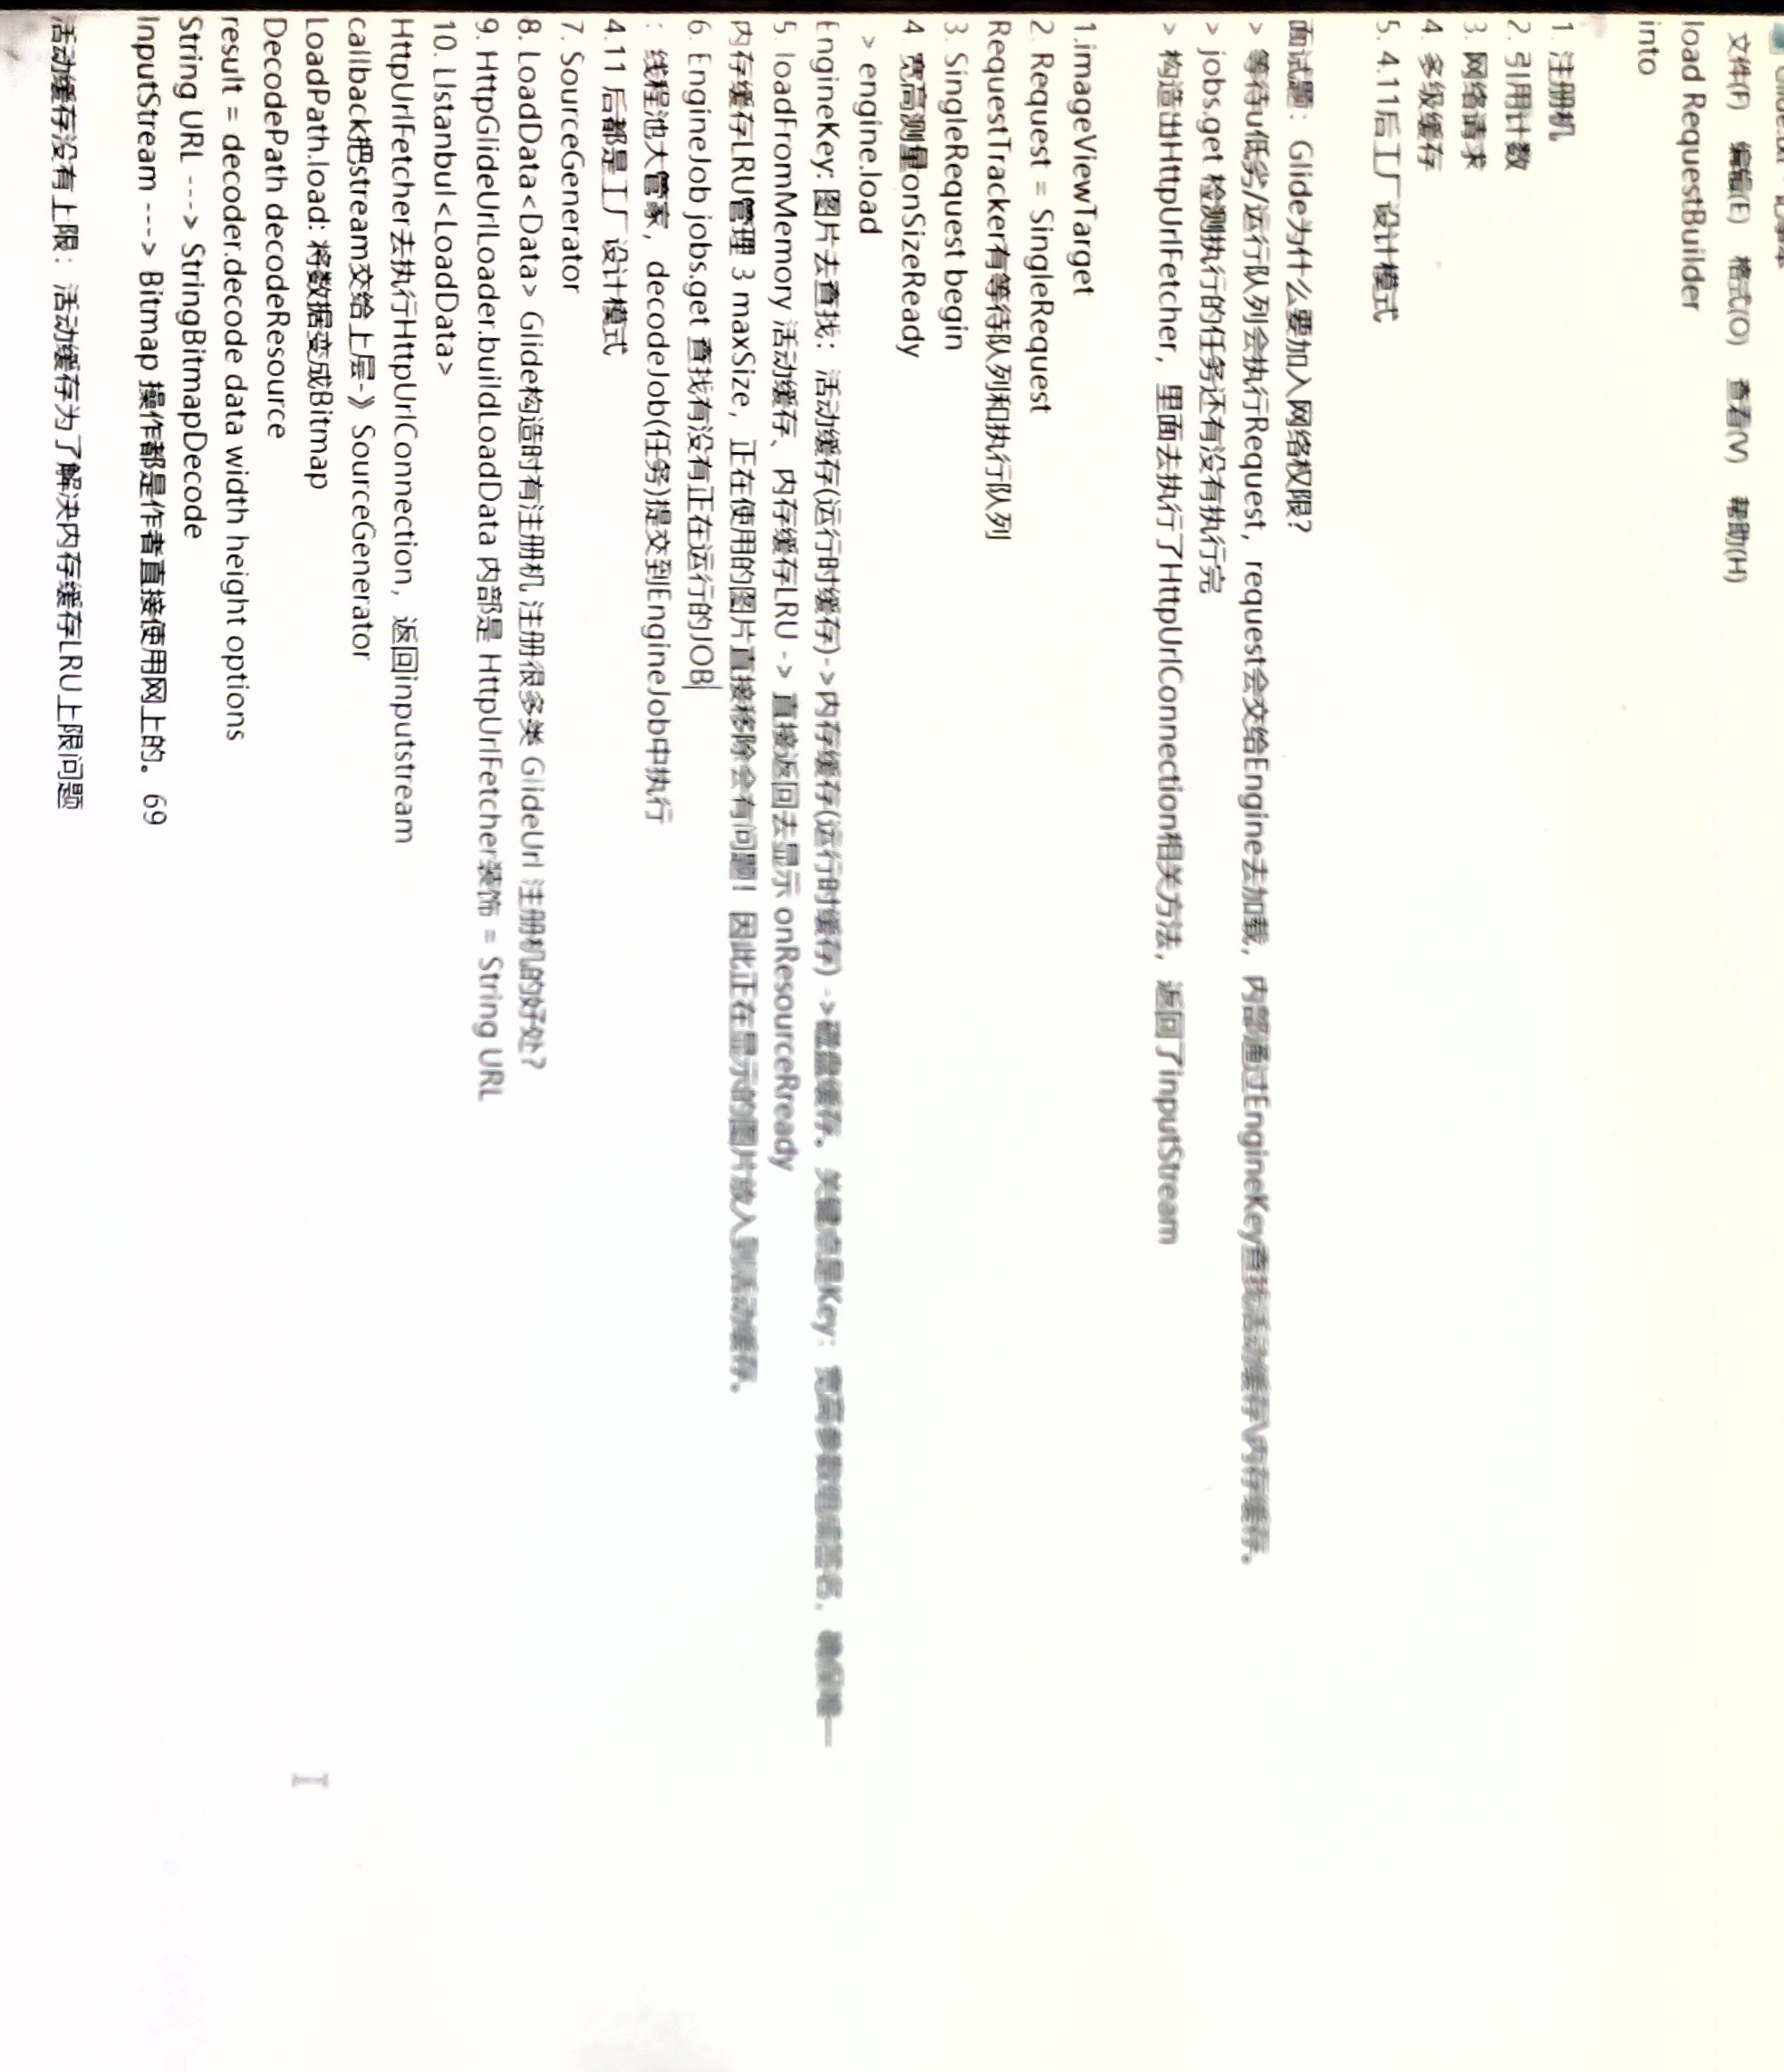 文件(F) 编辑(E) 格式(O) 查看(V) 帮助(H)
load RequestBuilder
into
1. 注册机
2. 引用计数
3. 网络请求
4. 多级缓存
5. 4.11后工厂设计模式
面试题：Glide为什么要加入网络权限？
> 等待u低劣/运行队列会执行Request，request会交给Engine去加载，内部通过EngineKey查找活动缓存\内存缓存。
> jobs.get 检测执行的任务还有没有执行完
> 构造出HttpUrlFetcher，里面去执行了HttpUrlConnection相关方法，返回了inputStream
1.imageViewTarget
2. Request = SingleRequest
RequestTracker有等待队列和执行队列
3. SingleRequest begin
4  宽高测量onSizeReady
> engine.load
EngineKey: 图片去查找：活动缓存(运行时缓存)->内存缓存(运行时缓存) ->磁盘缓存。关键点是Key：宽高参数组成签名，确保唯一
5. loadFromMemory 活动缓存、内存缓存LRU -> 直接返回去显示 onResourceRready
内存缓存LRU管理 3 maxSize，正在使用的图片直接移除会有问题！因此正在显示的图片放入到活动缓存。
6. EngineJob jobs.get 查找有没有正在运行的JOB
：线程池大管家，decodeJob(任务)提交到EngineJob中执行
4.11 后都是工厂设计模式
7. SourceGenerator
8. LoadData<Data> Glide构造时有注册机 注册很多类 GlideUrl 注册机的好处？
9. HttpGlideUrlLoader.buildLoadData 内部是 HttpUrlFetcher装饰 = String URL
10. LIstanbul<LoadData>
HttpUrlFetcher去执行HttpUrlConnection，返回inputstream
callback把stream交给上层-》SourceGenerator
LoadPath.load: 将数据变成Bitmap
DecodePath decodeResource
result = decoder.decode data width height options
String URL ---> StringBitmapDecode
InputStream ---> Bitmap 操作都是作者直接使用网上的。69
活动缓存没有上限：活动缓存为了解决内存缓存LRU上限问题